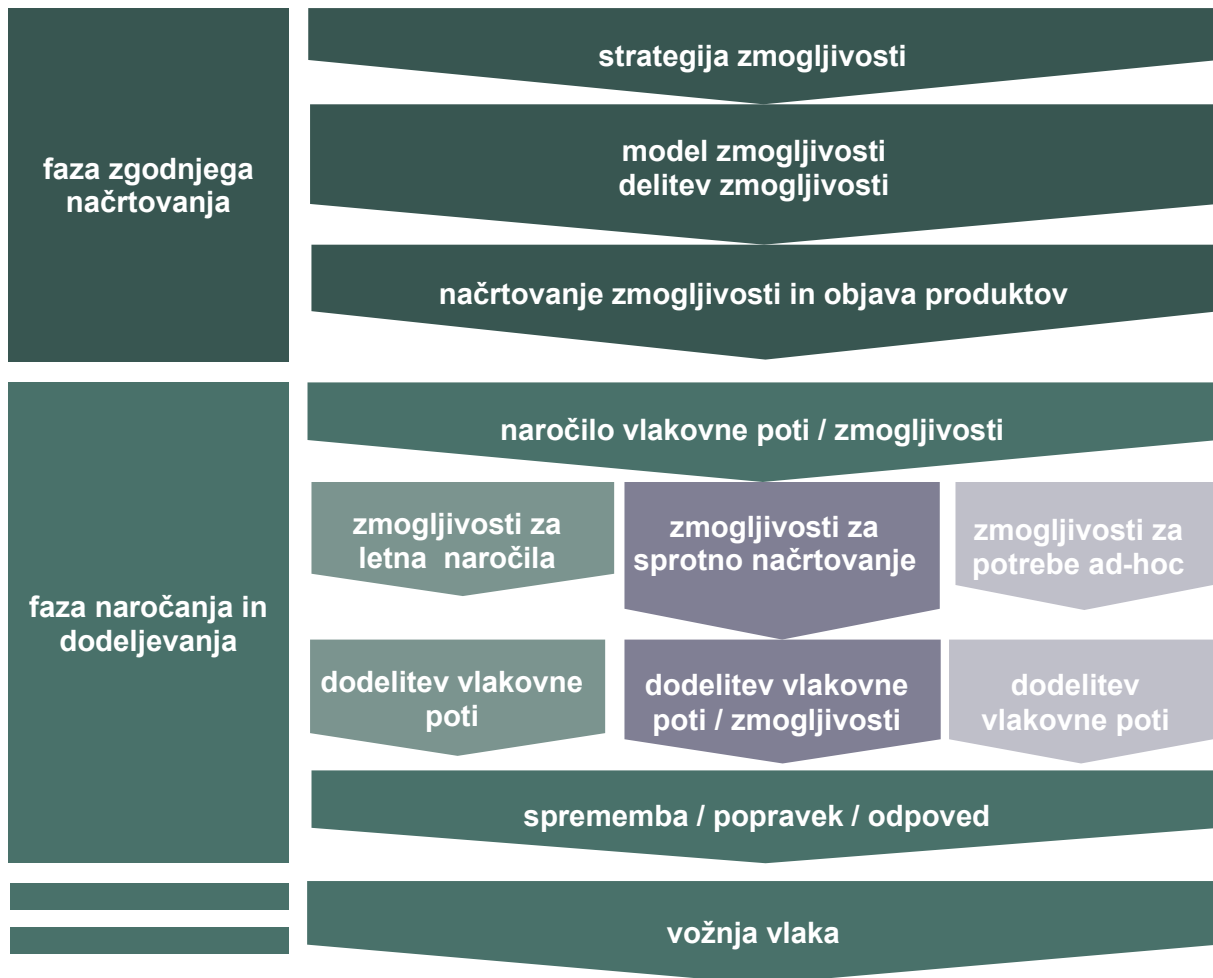 strategija zmogljivosti
faza zgodnjega
načrtovanja
model zmogljivosti
delitev zmogljivosti
načrtovanje zmogljivosti in objava produktov
naročilo vlakovne poti / zmogljivosti
faza naročanja in
dodeljevanja
zmogljivosti za
letna naročila
zmogljivosti za
sprotno načrtovanje
zmogljivosti za
potrebe ad-hoc
dodelitev vlakovne
poti
dodelitev vlakovne
poti / zmogljivosti
dodelitev
vlakovne poti
sprememba / popravek / odpoved
vožnja vlaka